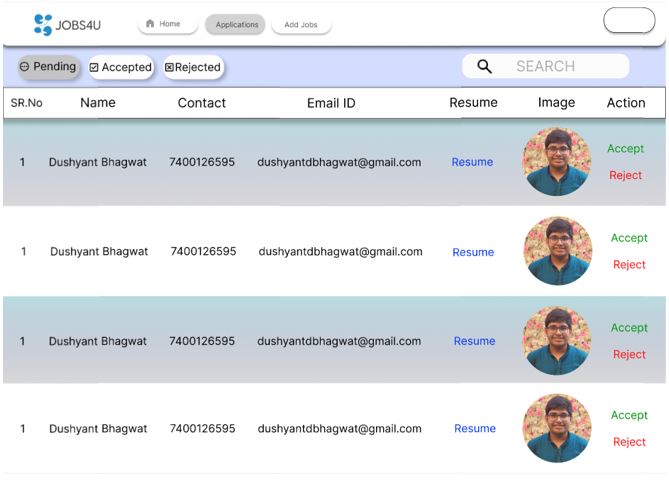 JOBS4U Home Applications Add Jobs
Pending Accepted Rejected SEARCH
SR.No Name Contact Email ID Resume Image Action
1 Dushyant Bhagwat 7400126595 dushyantdbhagwat@gmail.com Resume Accept
Reject
1 Dushyant Bhagwat 7400126595 dushyantdbhagwat@gmail.com Resume Accept
Reject
1 Dushyant Bhagwat 7400126595 dushyantdbhagwat@gmail.com Resume Accept
Reject
1 Dushyant Bhagwat 7400126595 dushyantdbhagwat@gmail.com Resume Accept
Reject